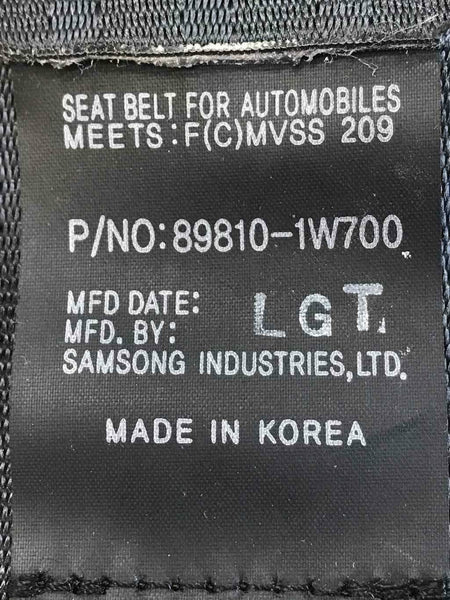 SEAT BELT FOR AUTOMOBILES
MEETS:F(C)MVSS 209
P/NO:89810-1W700
MFD DATE: LGT
MFD. BY:
SAMSONG INDUSTRIES,LTD.
MADE IN KOREA